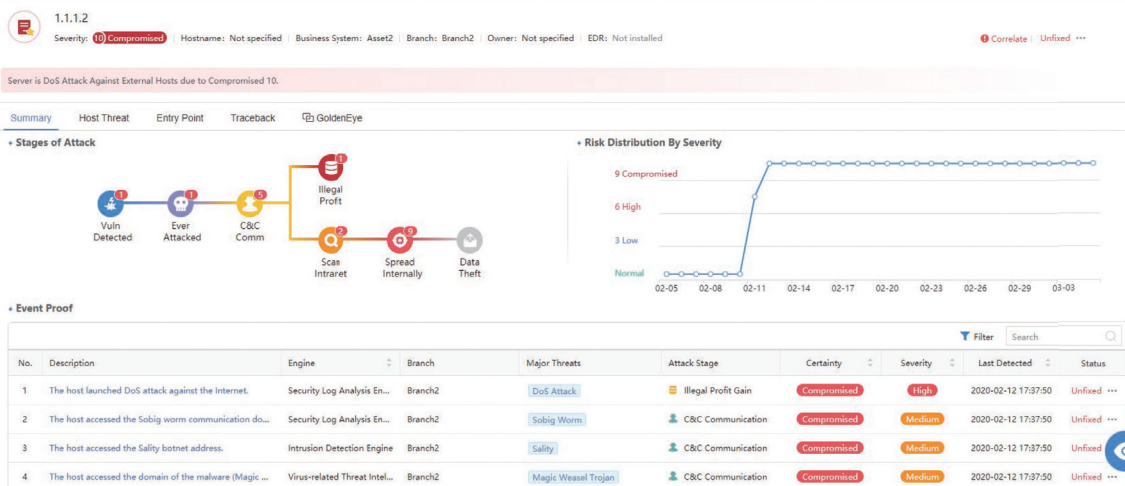 1.1.1.2
Severity: 10 Compromised Hostname: Not specified Business System: Asset2 Branch: Branch2 Owner: Not specified EDR: Not installed Correlate Unfixed ···
Server is DoS Attack Against External Hosts due to Compromised 10.
Summary Host Threat Entry Point Traceback GoldenEye
Stages of Attack
1
Illegal
Proft
1 1 5
Vuln Ever C&C
Detected Attacked Comm
2 9
Scan Spread Data
Intraret Internally Theft
Risk Distribution By Severity
9 Compromised
6 High
3 Low
Normal
02-05 02-08 02-11 02-14 02-17 02-20 02-23 02-26 02-29 03-03
Event Proof
Filter Search
No. Description Engine Branch Major Threats Attack Stage Certainty Severity Last Detected Status
1 The host launched DoS attack against the Internet. Security Log Analysis En... Branch2 DoS Attack Illegal Profit Gain Compromised High 2020-02-12 17:37:50 Unfixed ···
2 The host accessed the Sobig worm communication do... Security Log Analysis En... Branch2 Sobig Worm C&C Communication Compromised Medium 2020-02-12 17:37:50 Unfixed ···
3 The host accessed the Sality botnet address. Intrusion Detection Engine Branch2 Sality C&C Communication Compromised Medium 2020-02-12 17:37:50 Unfixed
4 The host accessed the domain of the malware (Magic ... Virus-related Threat Intel... Branch2 Magic Weasel Trojan C&C Communication Compromised Medium 2020-02-12 17:37:50 Unfixed ···